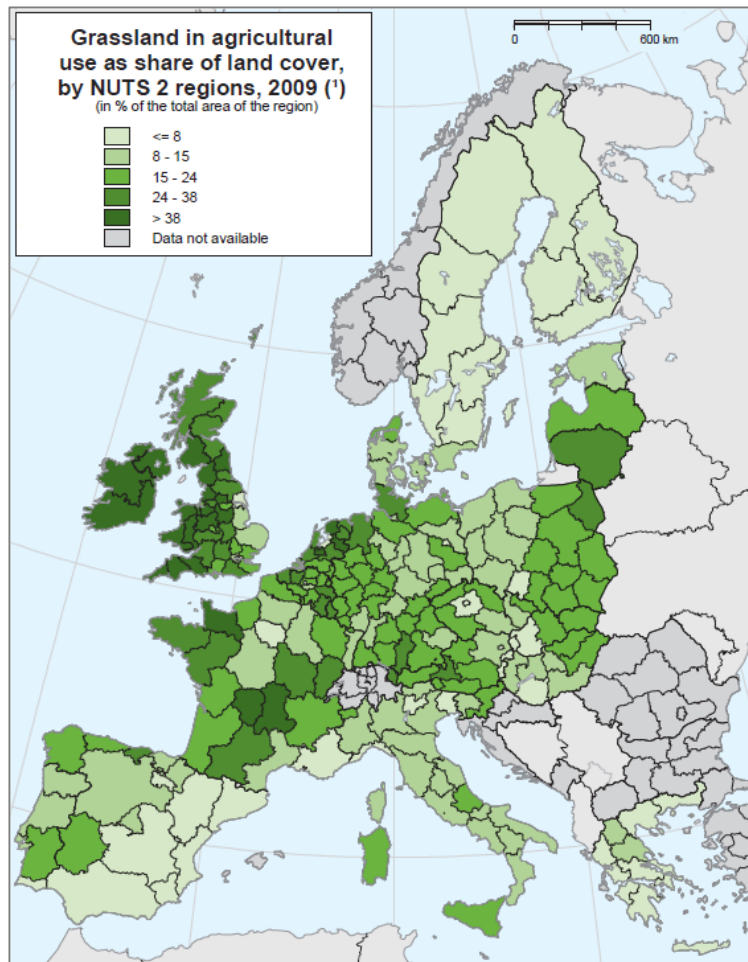 Grassland in agricultural
use as share of land cover,
by NUTS 2 regions, 2009 (¹)
(in % of the total area of the region)
<= 8
8 - 15
15 - 24
24 - 38
> 38
Data not available
0 600 km